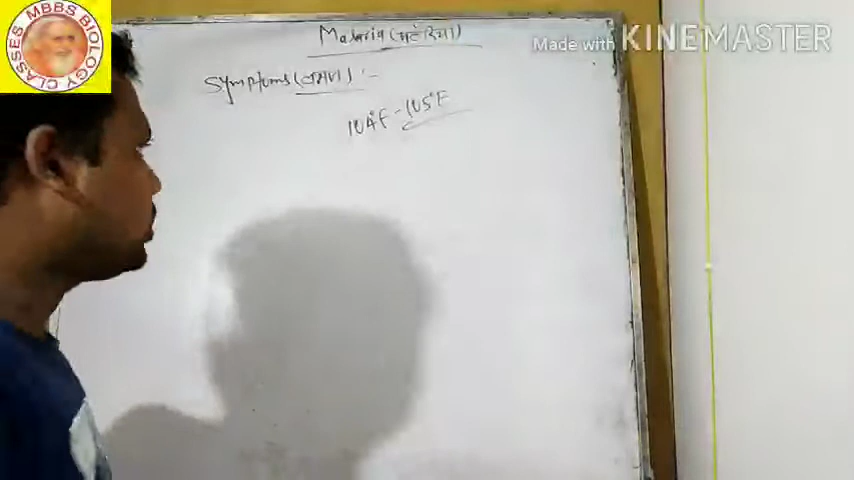 MBBS BIOLOGY CLASSES
Made with KINEMASTER
Malaria (मलेरिया)
Symptoms (लक्षण) :-
104°F - 105°F